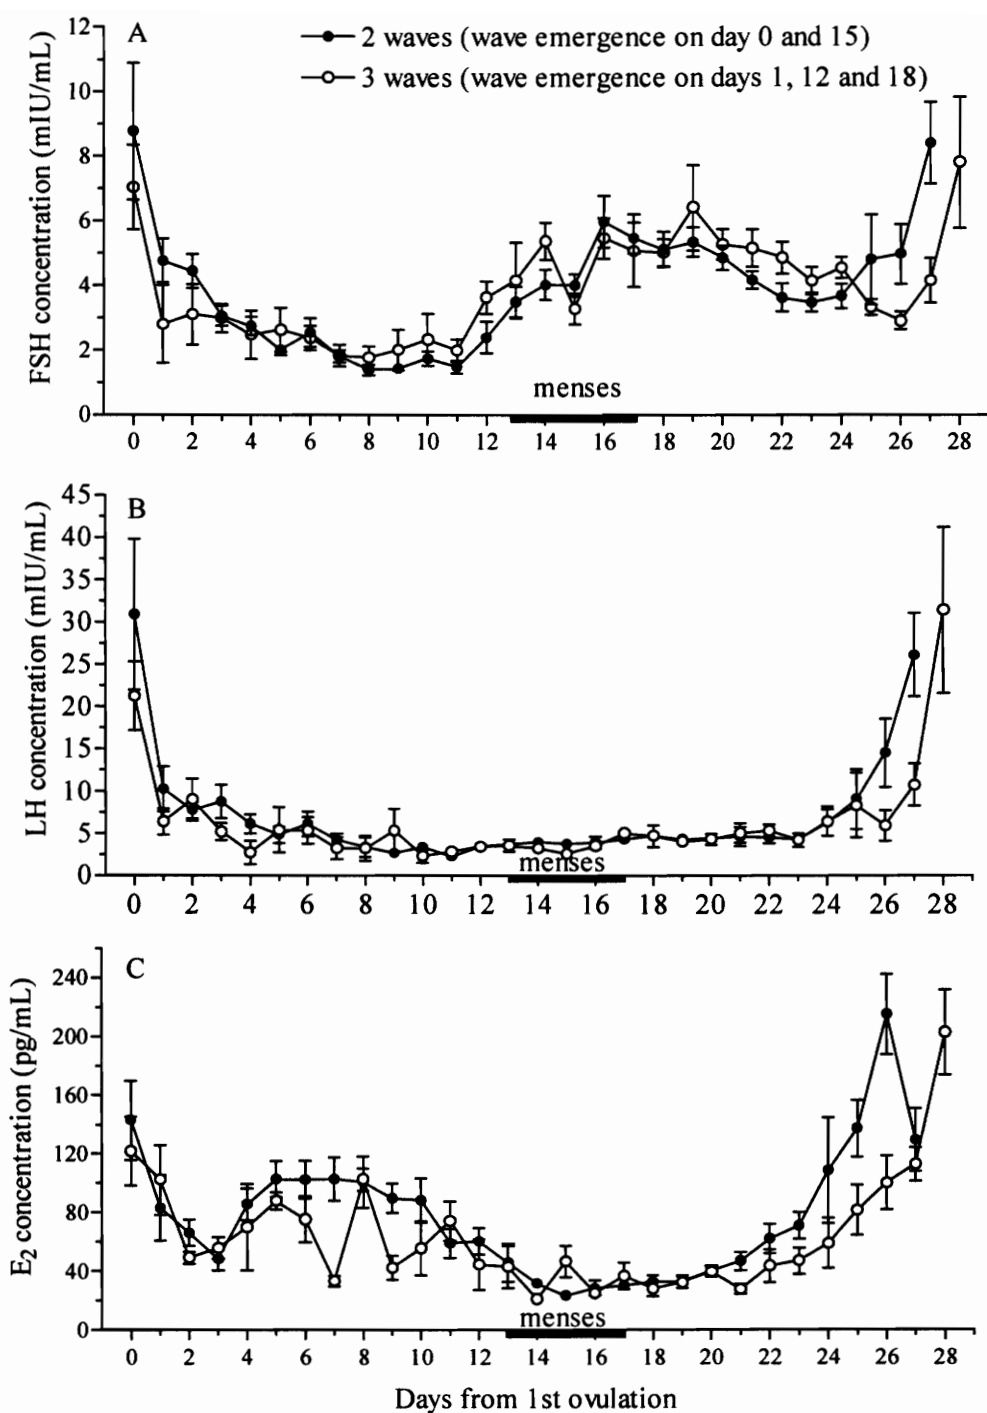 A
2 waves (wave emergence on day 0 and 15)
3 waves (wave emergence on days 1, 12 and 18)
FSH concentration (mIU/mL)
12
10
8
6
4
2
0
menses
0 2 4 6 8 10 12 14 16 18 20 22 24 26 28
B
LH concentration (mIU/mL)
45
40
35
30
25
20
15
10
5
0
menses
0 2 4 6 8 10 12 14 16 18 20 22 24 26 28
C
E₂ concentration (pg/mL)
240
200
160
120
80
40
0
menses
0 2 4 6 8 10 12 14 16 18 20 22 24 26 28
Days from 1st ovulation